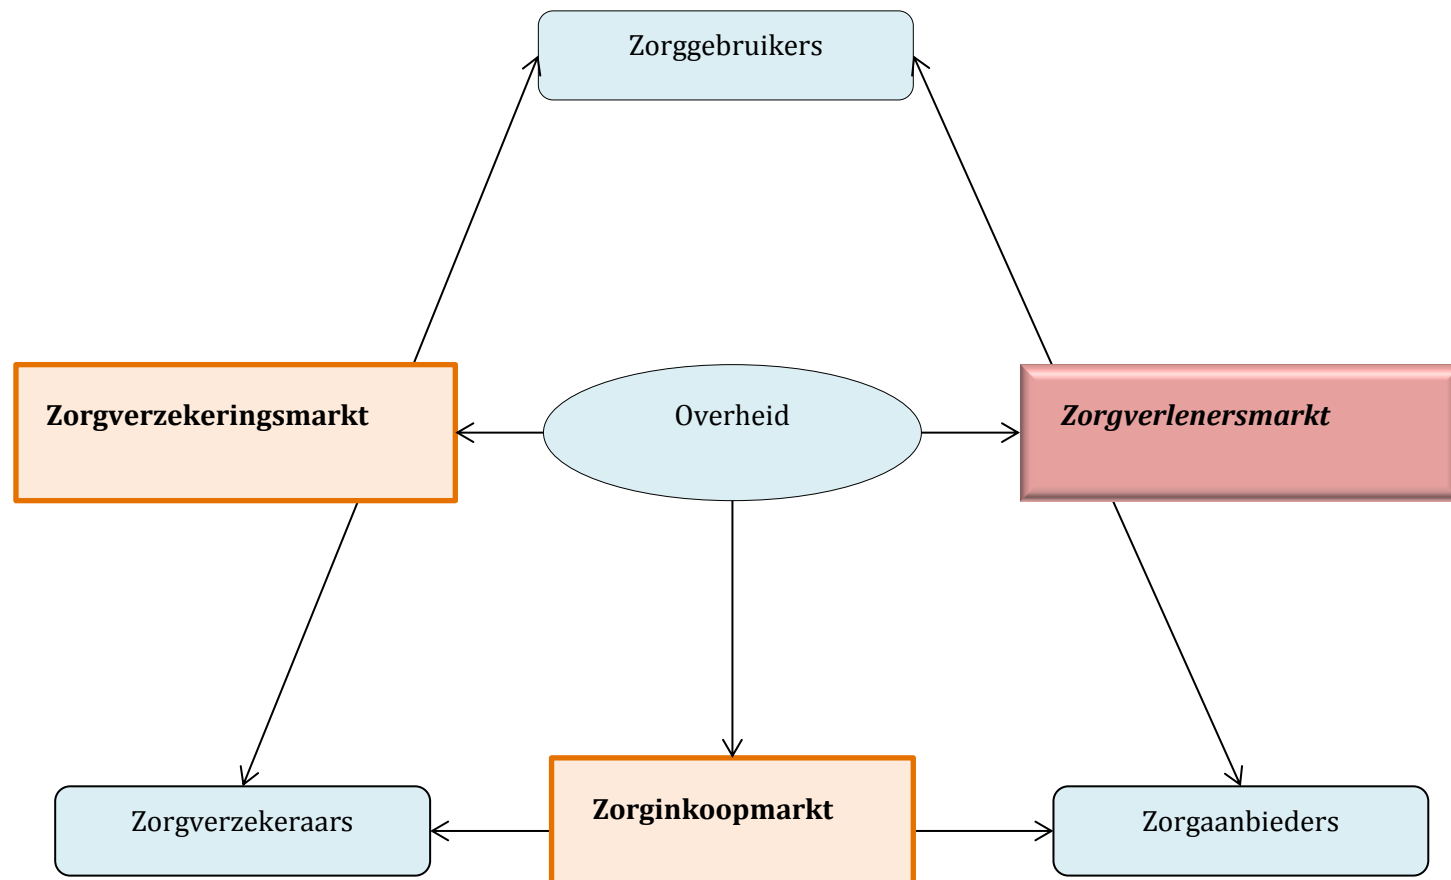 Zorggebruikers
Zorgverzekeringsmarkt
Overheid
Zorgverlenersmarkt
Zorgverzekeraars
Zorginkoopmarkt
Zorgaanbieders